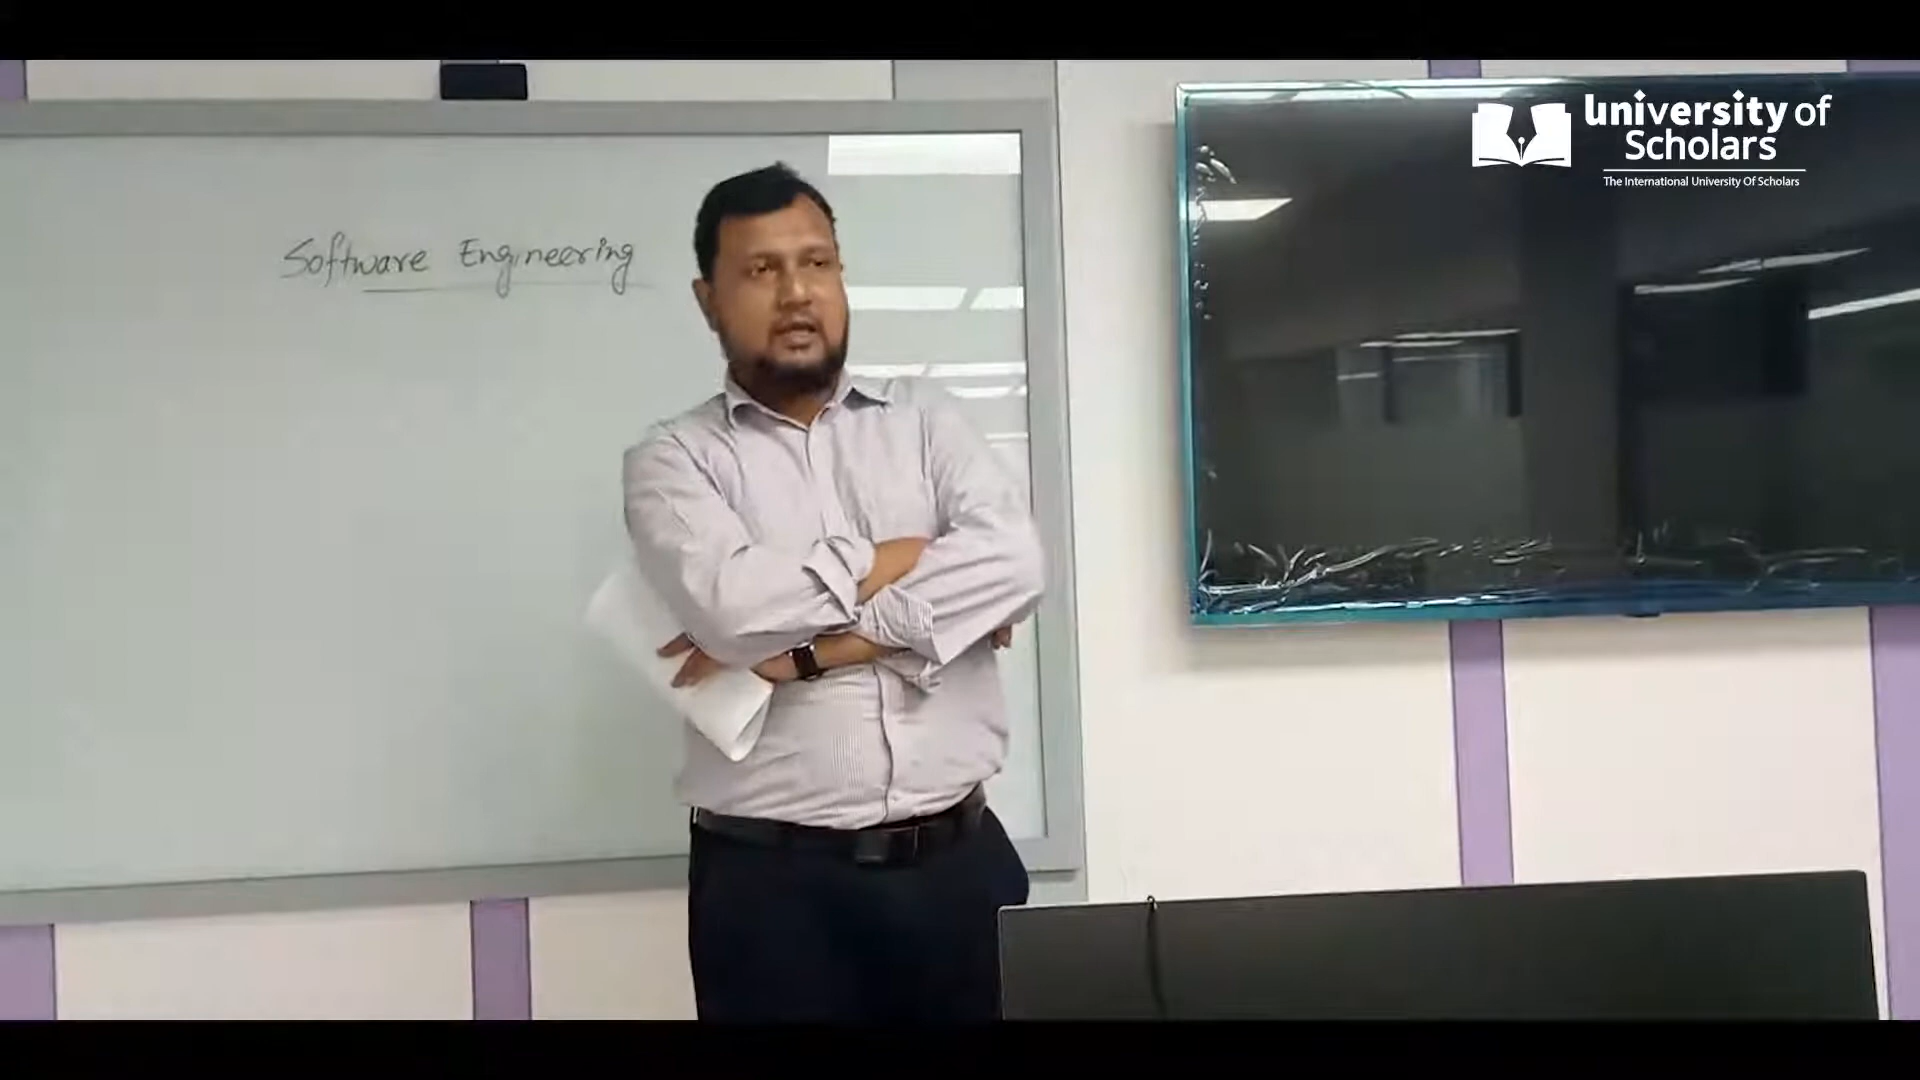 Software Engineering
University of
Scholars
The International University Of Scholars